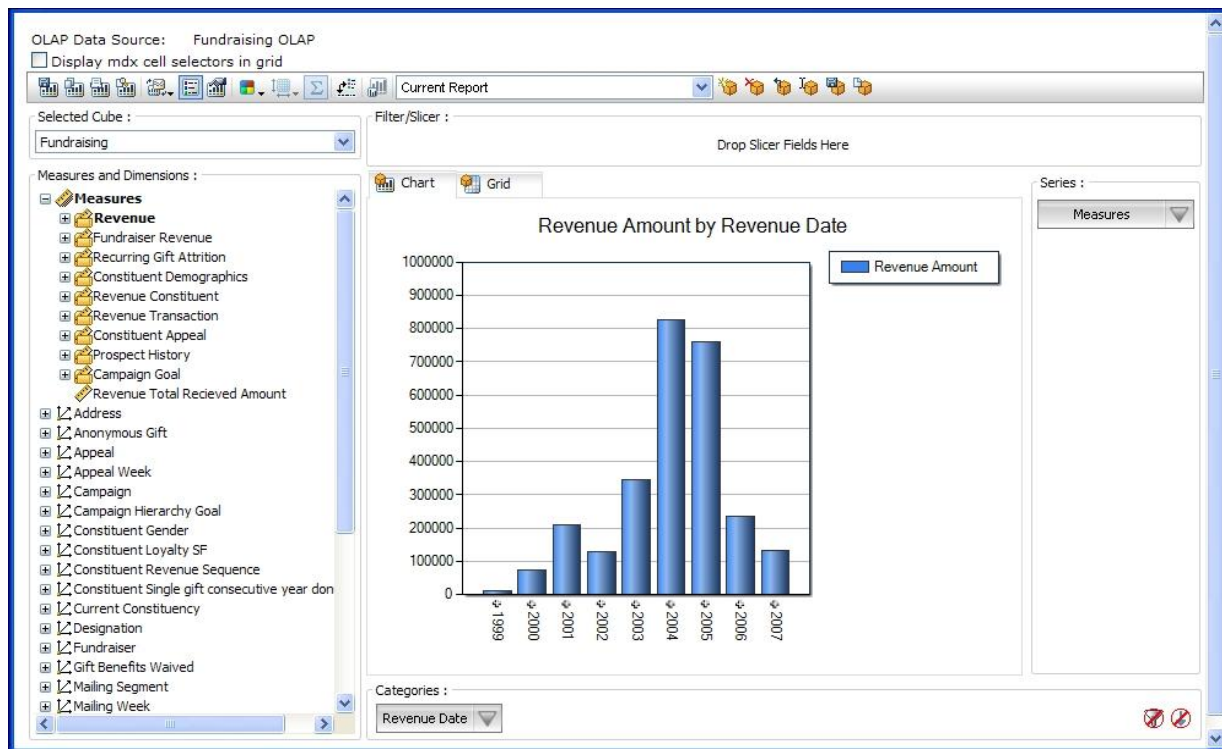 OLAP Data Source: Fundraising OLAP
Display mdx cell selectors in grid
Current Report
Selected Cube :
Fundraising
Filter/Slicer :
Drop Slicer Fields Here
Measures and Dimensions :
Measures
Revenue
Fundraiser Revenue
Recurring Gift Attrition
Constituent Demographics
Revenue Constituent
Revenue Transaction
Constituent Appeal
Prospect History
Campaign Goal
Revenue Total Recieved Amount
Address
Anonymous Gift
Appeal
Appeal Week
Campaign
Campaign Hierarchy Goal
Constituent Gender
Constituent Loyalty SF
Constituent Revenue Sequence
Constituent Single gift consecutive year don
Current Constituency
Designation
Fundraiser
Gift Benefits Waived
Mailing Segment
Mailing Week
Chart
Grid
Revenue Amount by Revenue Date
Revenue Amount
1000000
900000
800000
700000
600000
500000
400000
300000
200000
100000
0
1999
2000
2001
2002
2003
2004
2005
2006
2007
Series :
Measures
Categories :
Revenue Date